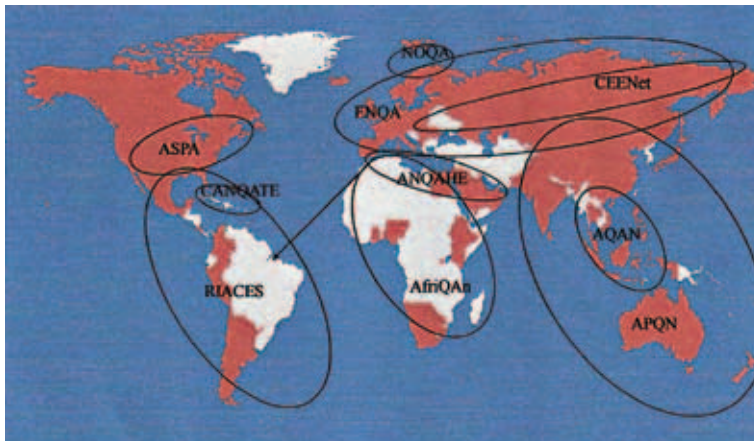 NOQA
CEENet
ENQA
ASPA
ANQAHE
CANQATE
AQAN
RIACES
AfriQAn
APQN